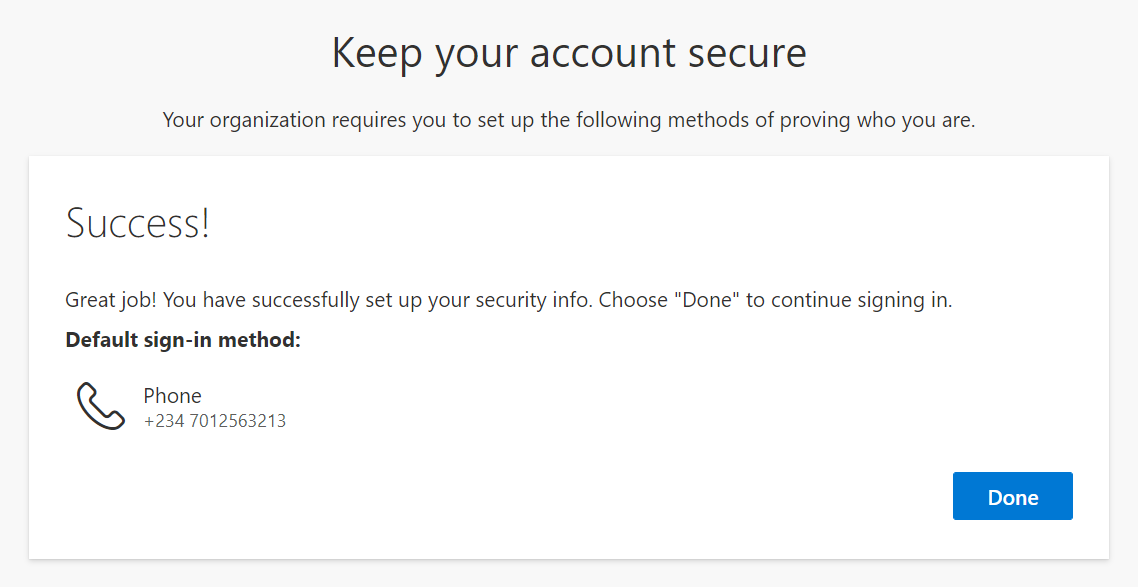 Keep your account secure
Your organization requires you to set up the following methods of proving who you are.
Success!
Great job! You have successfully set up your security info. Choose "Done" to continue signing in.
Default sign-in method:
Phone
+234 7012563213
Done